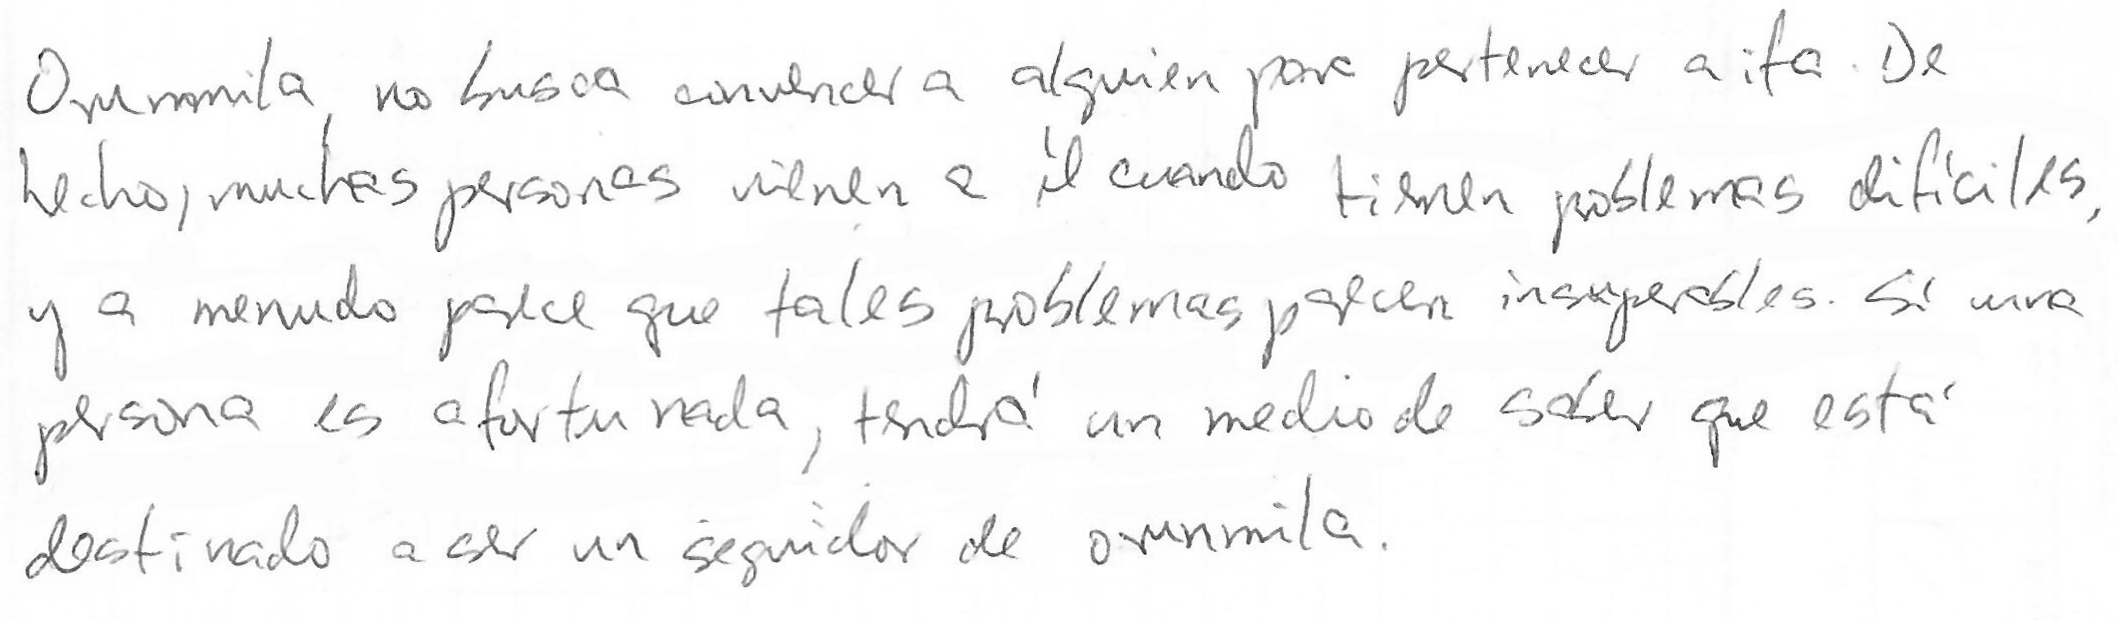 Orunmila, no busca convencer a alguien para pertenecer a ifa. De
hecho, muchas personas vienen a él cuando tienen problemas difíciles,
y a menudo parece que tales problemas parecen insuperables. Si una
persona es afortunada, tendrá un medio de saber que está
destinado a ser un seguidor de orunmila.